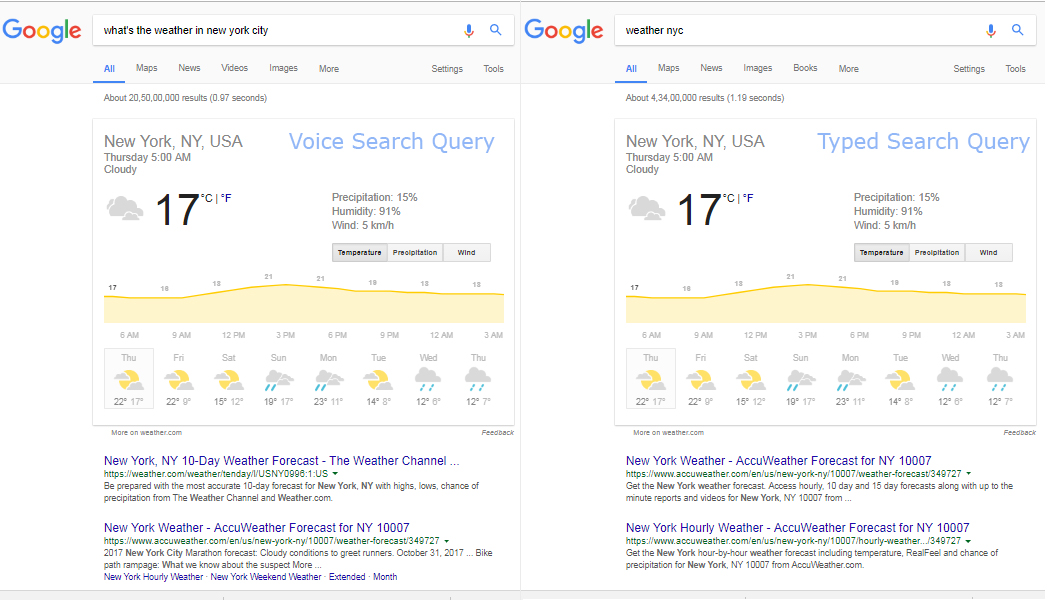 Google what's the weather in new york city
All Maps News Videos Images More Settings Tools
About 20,50,00,000 results (0.97 seconds)
New York, NY, USA Voice Search Query
Thursday 5:00 AM
Cloudy
17 °C | °F
Precipitation: 15%
Humidity: 91%
Wind: 5 km/h
Temperature Precipitation Wind
17 21 21 19
6 AM 9 AM 12 PM 3 PM 6 PM 9 PM 12 AM 3 AM
Thu Fri Sat Sun Mon Tue Wed Thu
22° 17° 22° 9° 15° 12° 19° 17° 23° 11° 14° 8° 12° 6° 12° 7°
More on weather.com Feedback
New York, NY 10-Day Weather Forecast - The Weather Channel ...
https://weather.com/weather/tenday/l/USNY0996:1:US
Be prepared with the most accurate 10-day forecast for New York, NY with highs, lows, chance of
precipitation from The Weather Channel and Weather.com.
New York Weather - AccuWeather Forecast for NY 10007
https://www.accuweather.com/en/us/new-york-ny/10007/weather-forecast/349727
2017 New York City Marathon forecast: Cloudy conditions to greet runners. October 31, 2017 ... Bike
path rampage: What we know about the suspect More ...
New York Hourly Weather · New York Weekend Weather · Extended · Month
Google weather nyc
All Maps News Images Books More Settings Tools
About 4,34,00,000 results (1.19 seconds)
New York, NY, USA Typed Search Query
Thursday 5:00 AM
Cloudy
17 °C | °F
Precipitation: 15%
Humidity: 91%
Wind: 5 km/h
Temperature Precipitation Wind
17 21 21 19
6 AM 9 AM 12 PM 3 PM 6 PM 9 PM 12 AM 3 AM
Thu Fri Sat Sun Mon Tue Wed Thu
22° 17° 22° 9° 15° 12° 19° 17° 23° 11° 14° 8° 12° 6° 12° 7°
More on weather.com Feedback
New York Weather - AccuWeather Forecast for NY 10007
https://www.accuweather.com/en/us/new-york-ny/10007/weather-forecast/349727
Get the New York weather forecast. Access hourly, 10 day and 15 day forecasts along with up to the
minute reports and videos for New York, NY 10007 from ...
New York Hourly Weather - AccuWeather Forecast for NY 10007
https://www.accuweather.com/en/us/new-york-ny/10007/hourly-weather.../349727
Get the New York hour-by-hour weather forecast including temperature, RealFeel and chance of
precipitation for New York, NY 10007 from AccuWeather.com.